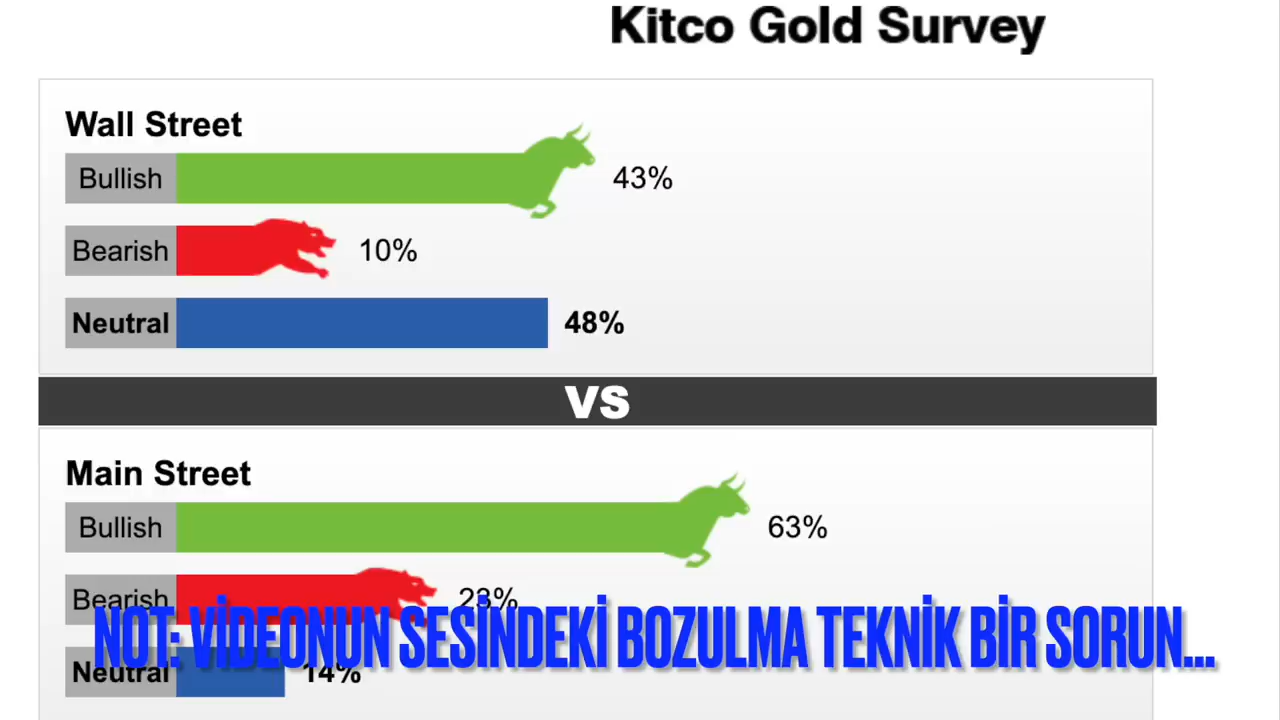 Kitco Gold Survey
Wall Street
Bullish 43%
Bearish 10%
Neutral 48%
VS
Main Street
Bullish 63%
Bearish 23%
NOT: VİDEONUN SESİNDEKİ BOZULMA TEKNİK BİR SORUN...
Neutral 14%